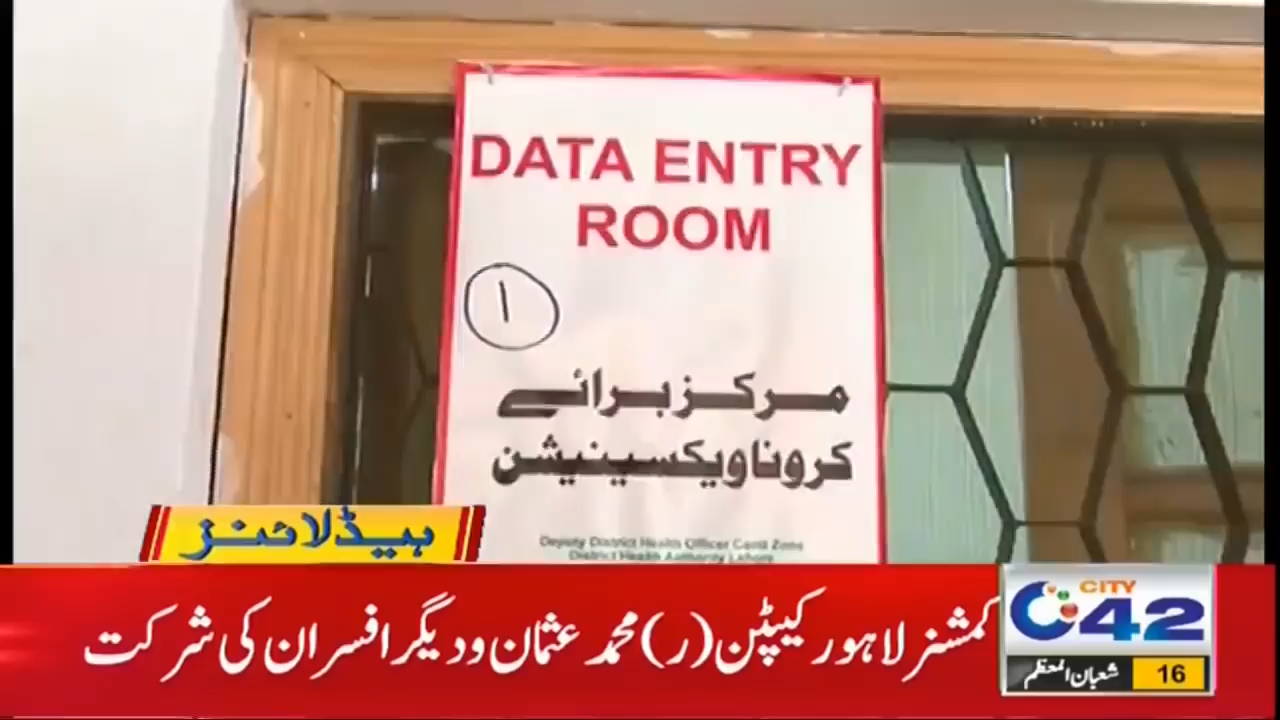 DATA ENTRY
ROOM
1
مرکز برائے
کرونا ویکسینیشن
Deputy District Health Officer Cantt Zone
District Health Authority Lahore
ہیڈلائنز
کمشنر لاہور کیپٹن (ر) محمد عثمان و دیگر افسران کی شرکت
CITY
42
شعبان المعظم 16